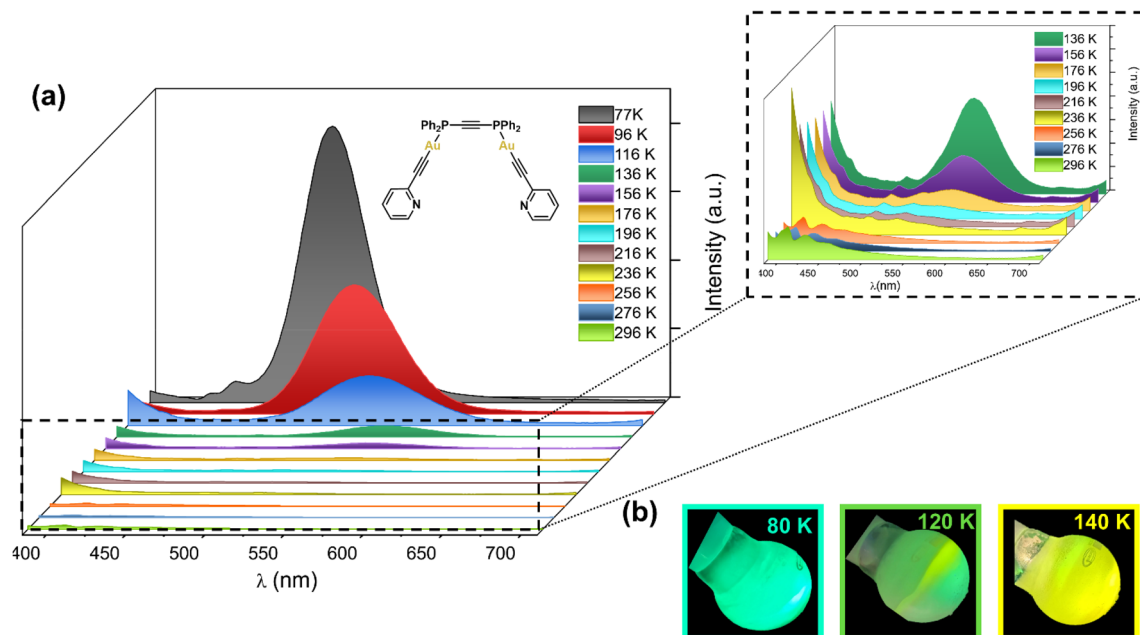 (a)
77K
96 K
116 K
136 K
156 K
176 K
196 K
216 K
236 K
256 K
276 K
296 K
Ph₂P PPh₂
Au Au
N N
400 450 500 550 600 650 700
λ (nm)
Intensity (a.u.)
136 K
156 K
176 K
196 K
216 K
236 K
256 K
276 K
296 K
Intensity (a.u.)
400 450 500 550 600 650 700
λ(nm)
(b)
80 K
120 K
140 K